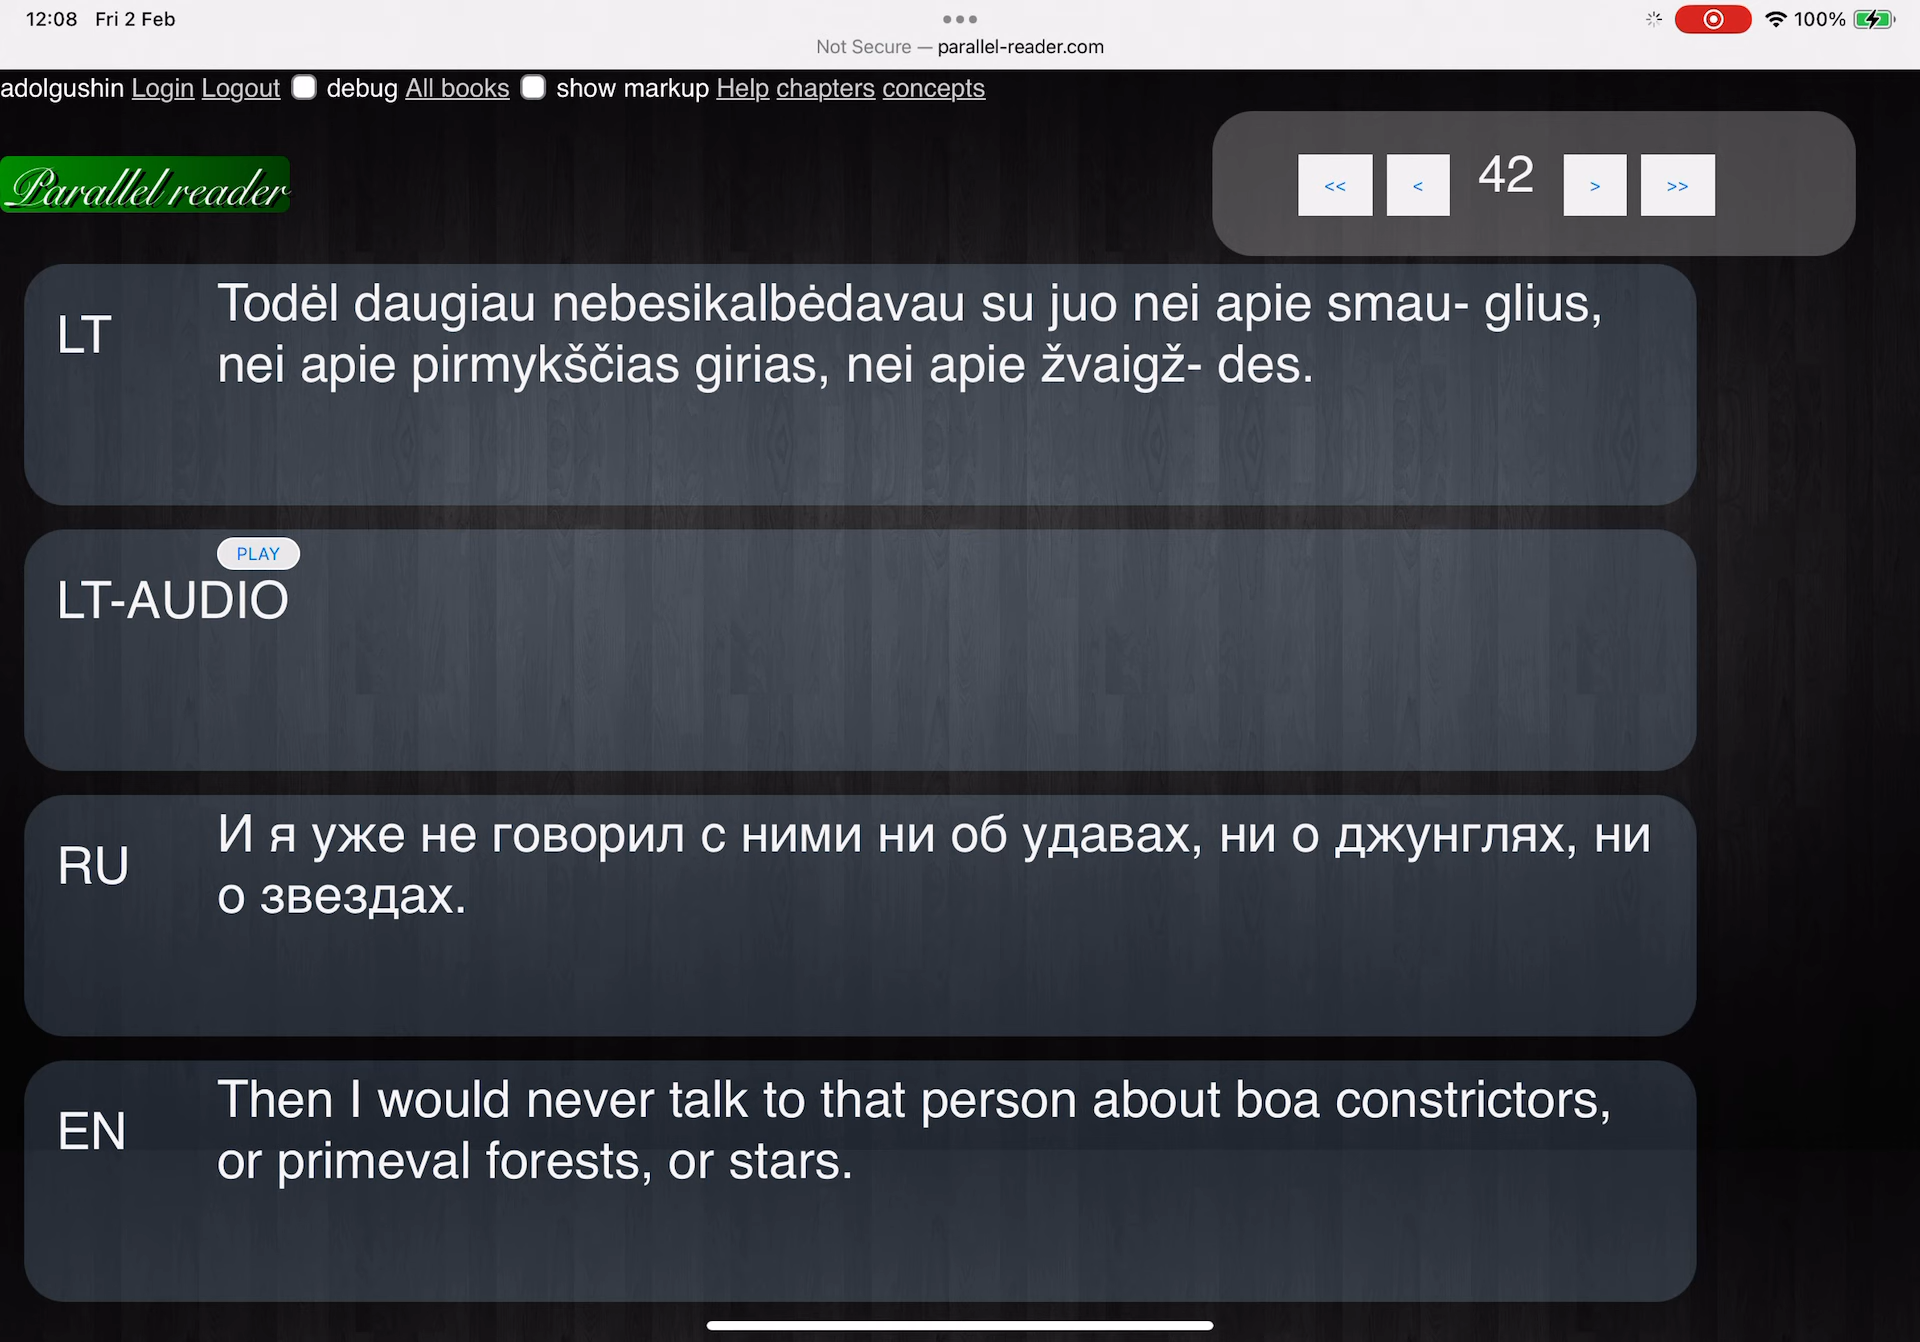 12:08 Fri 2 Feb
100%
Not Secure — parallel-reader.com
adolgushin Login Logout debug All books show markup Help chapters concepts
Parallel reader
<< < 42 > >>
LT
Todėl daugiau nebesikalbėdavau su juo nei apie smau- glius,
nei apie pirmykščias girias, nei apie žvaigž- des.
PLAY
LT-AUDIO
RU
И я уже не говорил с ними ни об удавах, ни о джунглях, ни
о звездах.
EN
Then I would never talk to that person about boa constrictors,
or primeval forests, or stars.